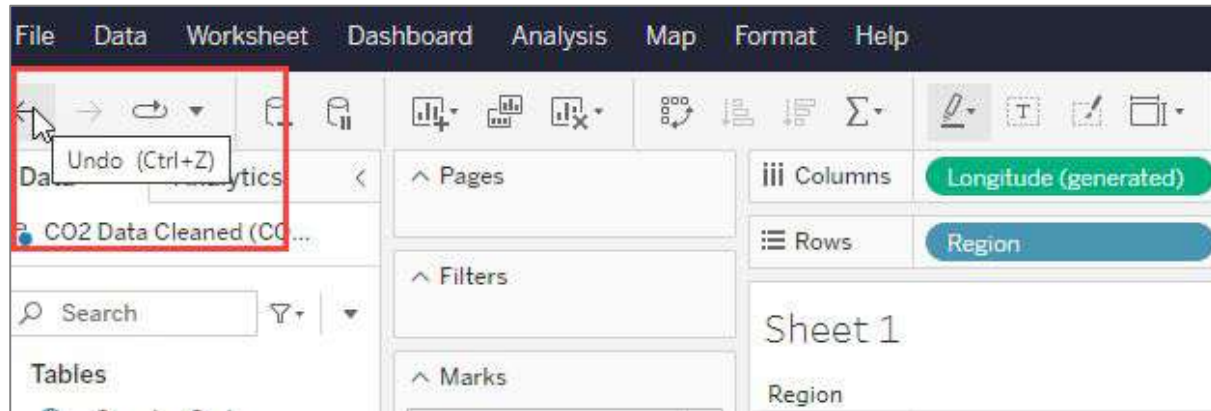 File Data Worksheet Dashboard Analysis Map Format Help
Undo (Ctrl+Z)
Pages
Columns
Longitude (generated)
CO2 Data Cleaned (CO...
Rows
Region
Filters
Search
Sheet 1
Tables
Marks
Region